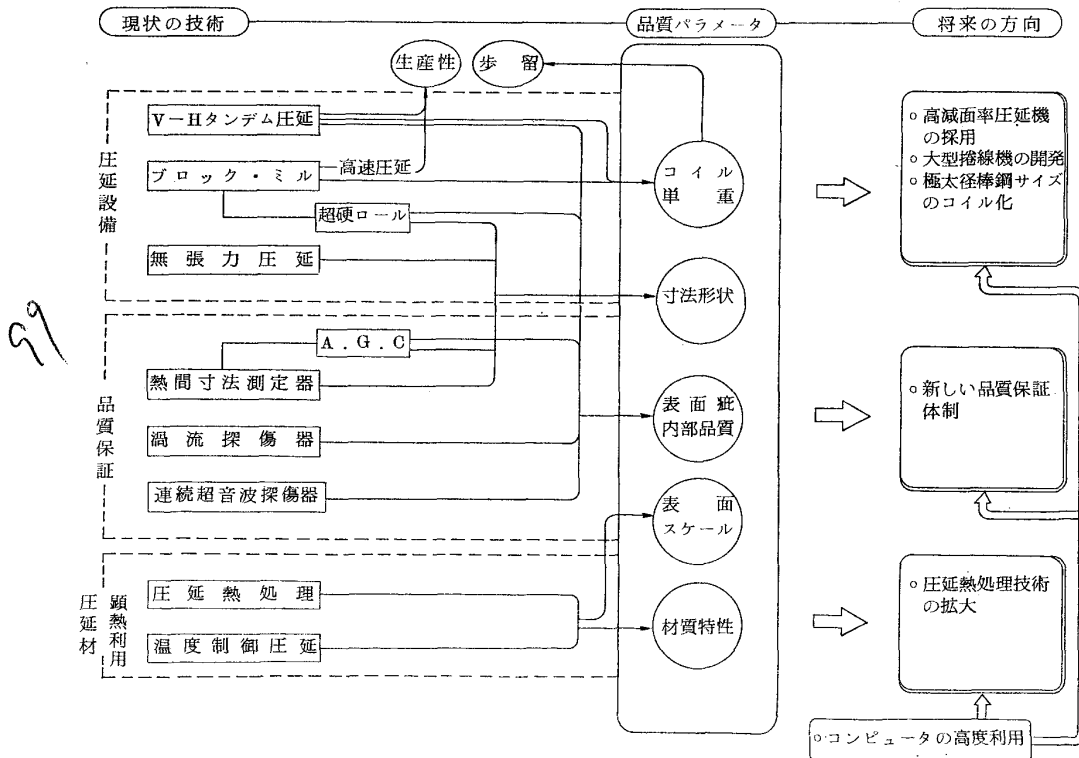 現状の技術
品質パラメータ
将来の方向
生産性
歩留
圧延設備
V-Hタンデム圧延
ブロック・ミル
高速圧延
超硬ロール
無張力圧延
コイル
単重
寸法形状
。高減面率圧延機
の採用
。大型捲線機の開発
。極太径棒鋼サイズ
のコイル化
品質保証
A.G.C
熱間寸法測定器
渦流探傷器
連続超音波探傷器
表面疵
内部品質
表面
スケール
。新しい品質保証
体制
圧延材
顕熱利用
圧延熱処理
温度制御圧延
材質特性
。圧延熱処理技術
の拡大
。コンピュータの高度利用